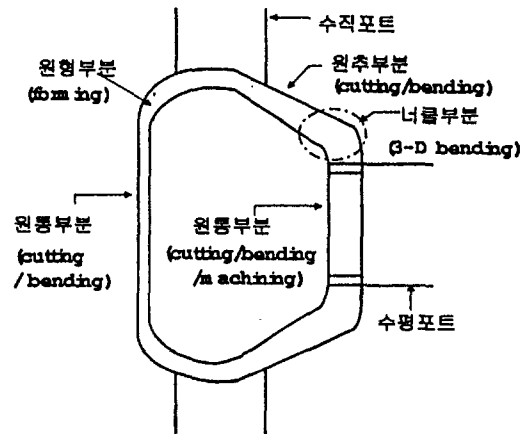 수직포트
원형부분
(forming)
원추부분
(cutting/bending)
너클부분
(3-D bending)
원통부분
(cutting
/bending)
원통부분
(cutting/bending
/machining)
수평포트